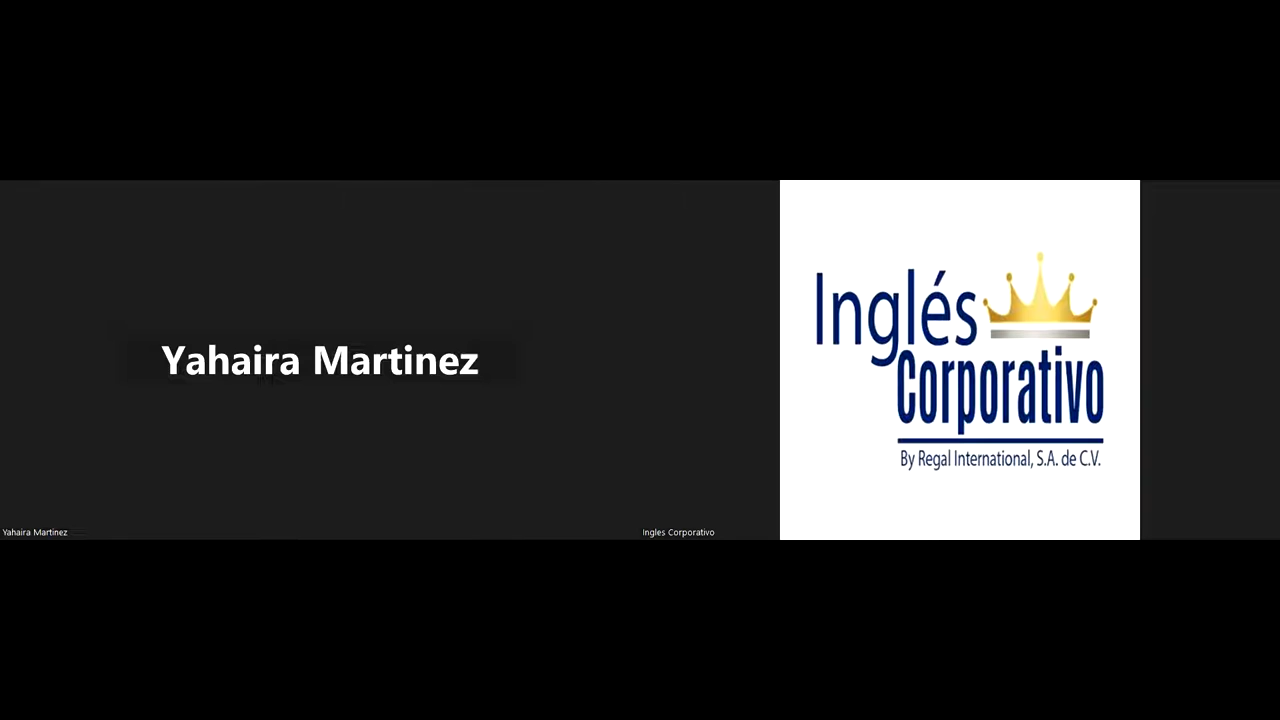 Yahaira Martinez
Yahaira Martinez
Inglés
Corporativo
By Regal International, S.A. de C.V.
Ingles Corporativo